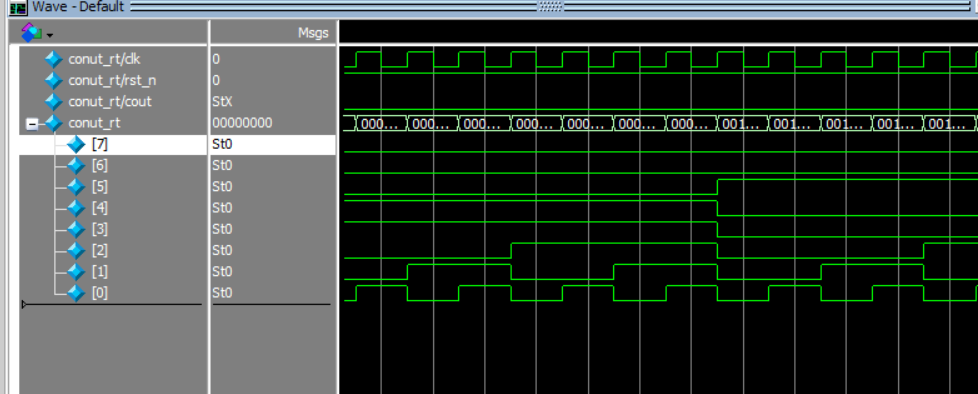 Wave - Default
Msgs
conut_rt/clk 0
conut_rt/rst_n 0
conut_rt/cout StX
conut_rt 00000000 000... 000... 000... 000... 000... 000... 000... 001... 001... 001... 001... 001...
[7] St0
[6] St0
[5] St0
[4] St0
[3] St0
[2] St0
[1] St0
[0] St0